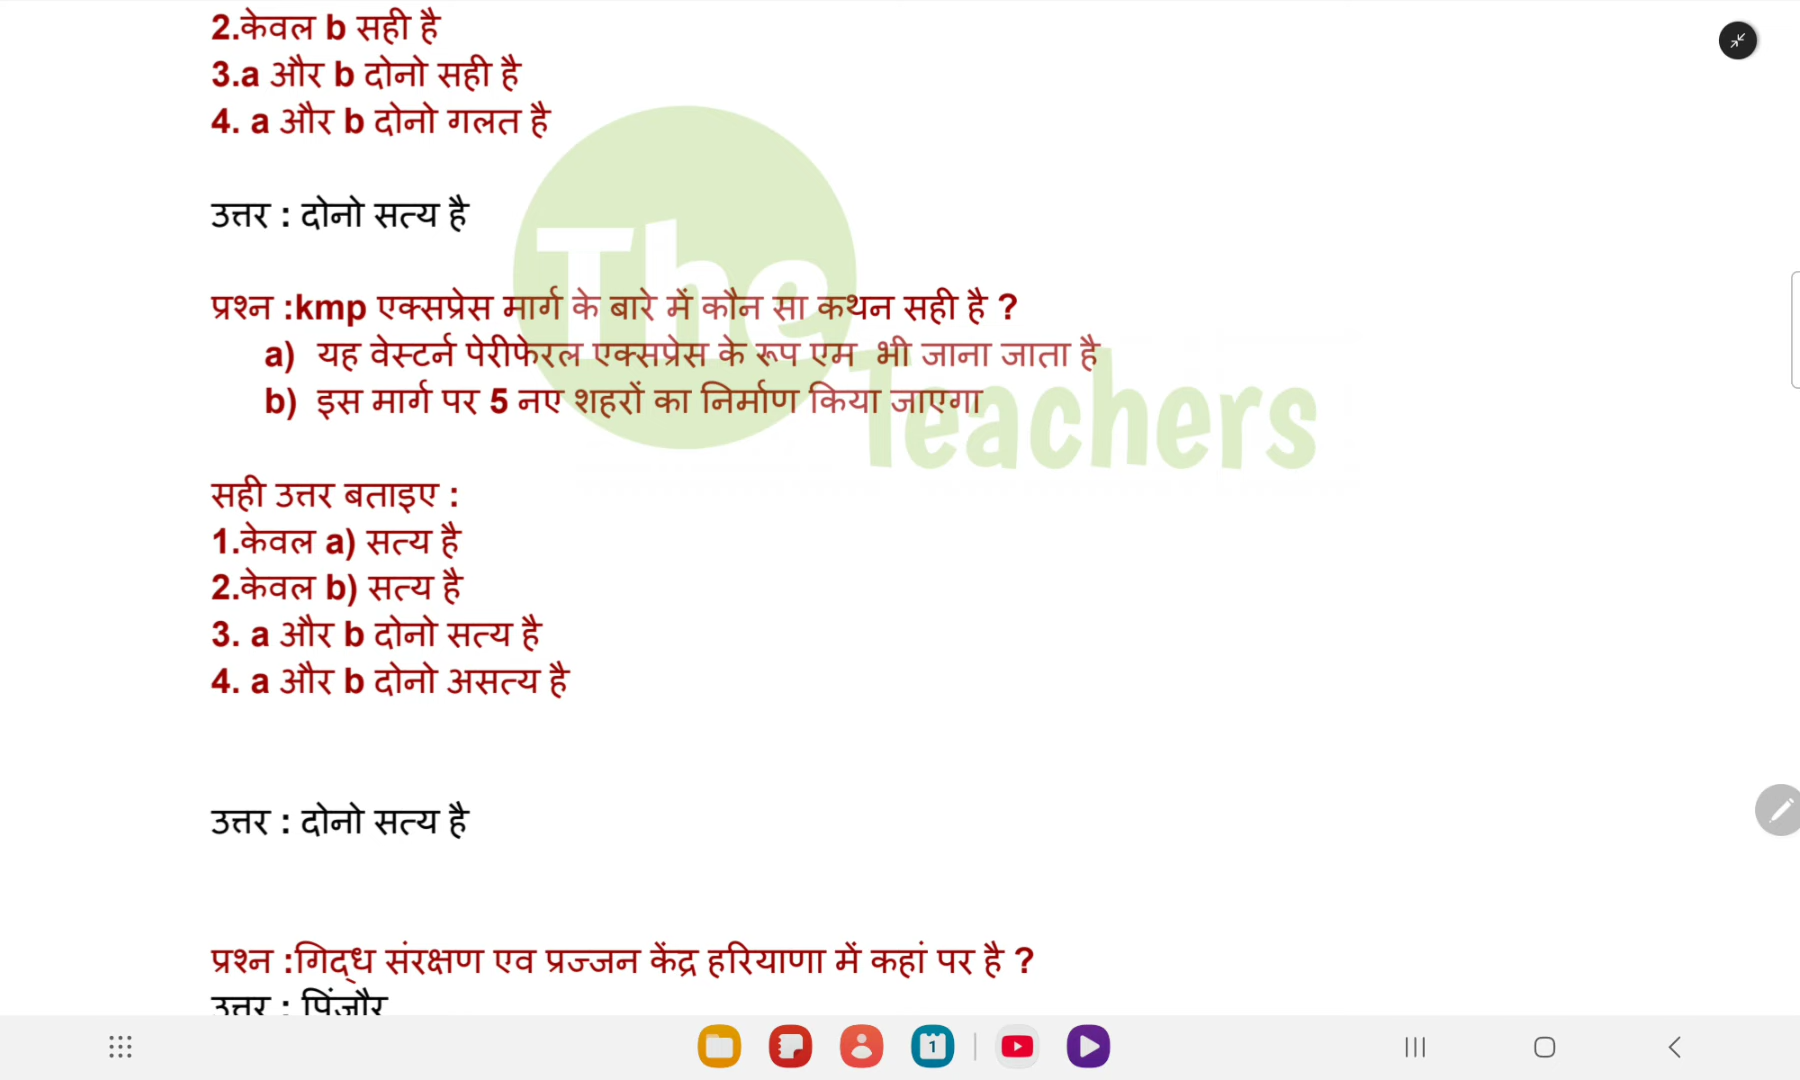 2.केवल b सही है
3.a और b दोनो सही है
4. a और b दोनो गलत है
उत्तर : दोनो सत्य है
The
Teachers
प्रश्न :kmp एक्सप्रेस मार्ग के बारे में कौन सा कथन सही है ?
a) यह वेस्टर्न पेरीफेरल एक्सप्रेस के रूप एम भी जाना जाता है
b) इस मार्ग पर 5 नए शहरों का निर्माण किया जाएगा
सही उत्तर बताइए :
1.केवल a) सत्य है
2.केवल b) सत्य है
3. a और b दोनो सत्य है
4. a और b दोनो असत्य है
उत्तर : दोनो सत्य है
प्रश्न :गिद्ध संरक्षण एव प्रज्जन केंद्र हरियाणा में कहां पर है ?
उत्तर : पिंजौर
1